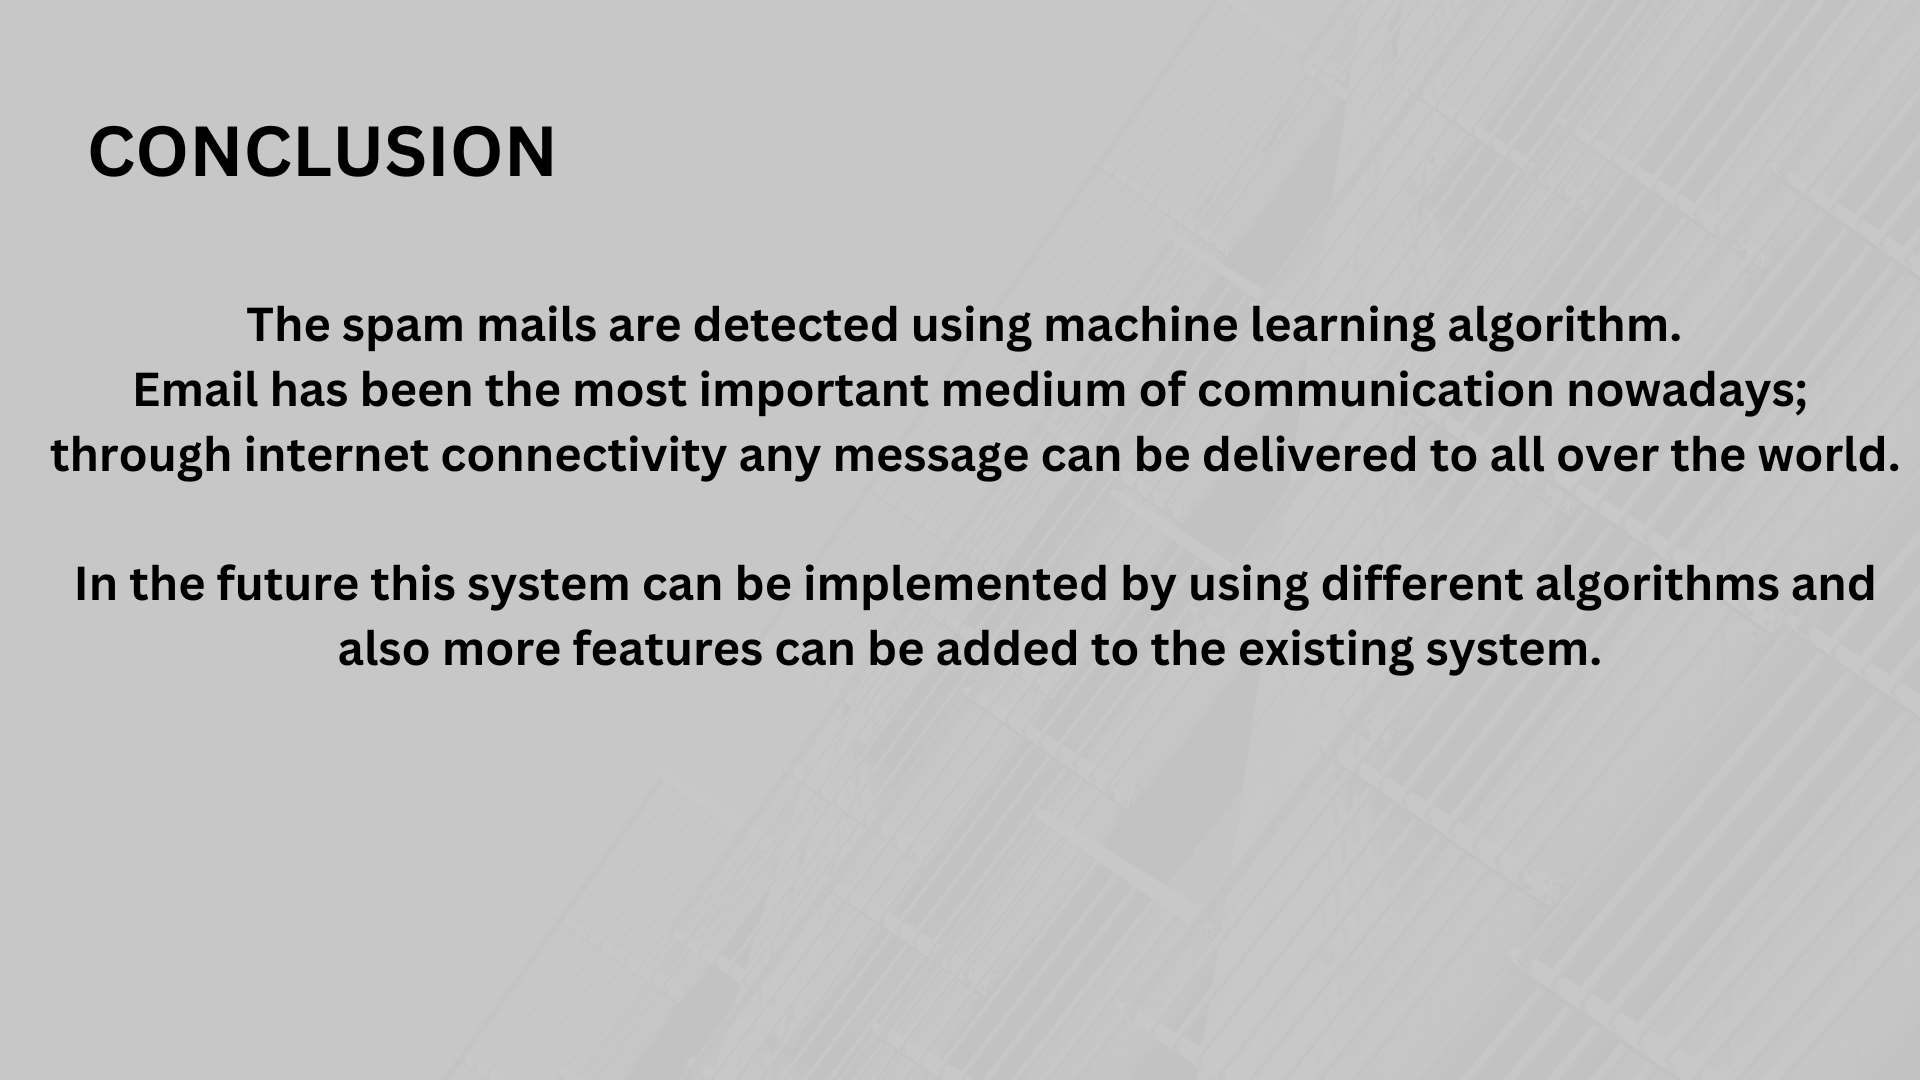 CONCLUSION
The spam mails are detected using machine learning algorithm.
Email has been the most important medium of communication nowadays;
through internet connectivity any message can be delivered to all over the world.
In the future this system can be implemented by using different algorithms and
also more features can be added to the existing system.